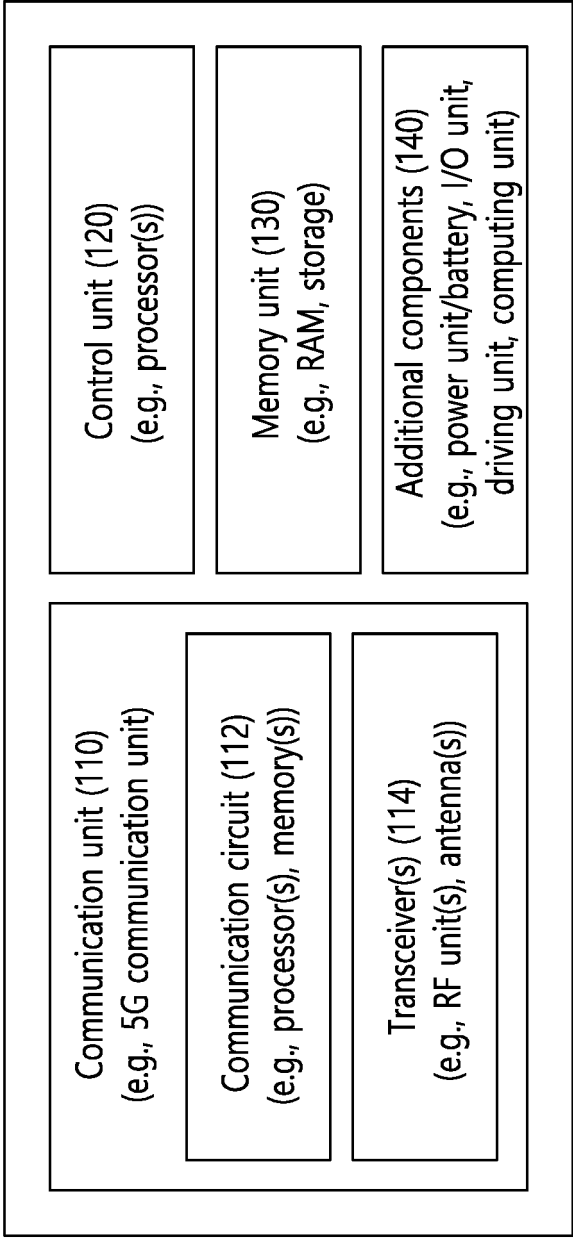 Communication unit (110)
(e.g., 5G communication unit)
Communication circuit (112)
(e.g., processor(s), memory(s))
Transceiver(s) (114)
(e.g., RF unit(s), antenna(s))
Control unit (120)
(e.g., processor(s))
Memory unit (130)
(e.g., RAM, storage)
Additional components (140)
(e.g., power unit/battery, I/O unit,
driving unit, computing unit)